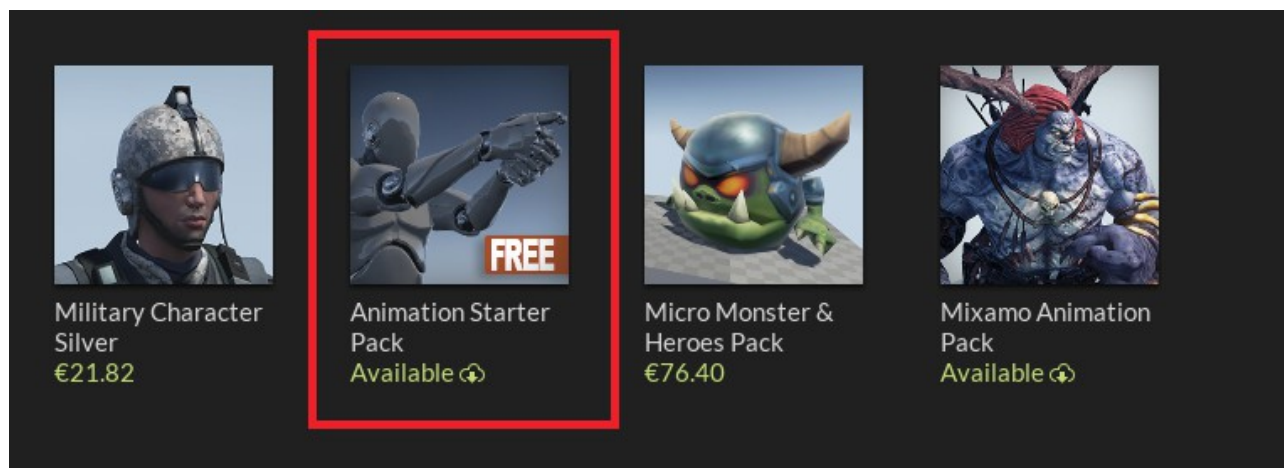 FREE
Military Character
Silver
€21.82
Animation Starter
Pack
Available
Micro Monster &
Heroes Pack
€76.40
Mixamo Animation
Pack
Available